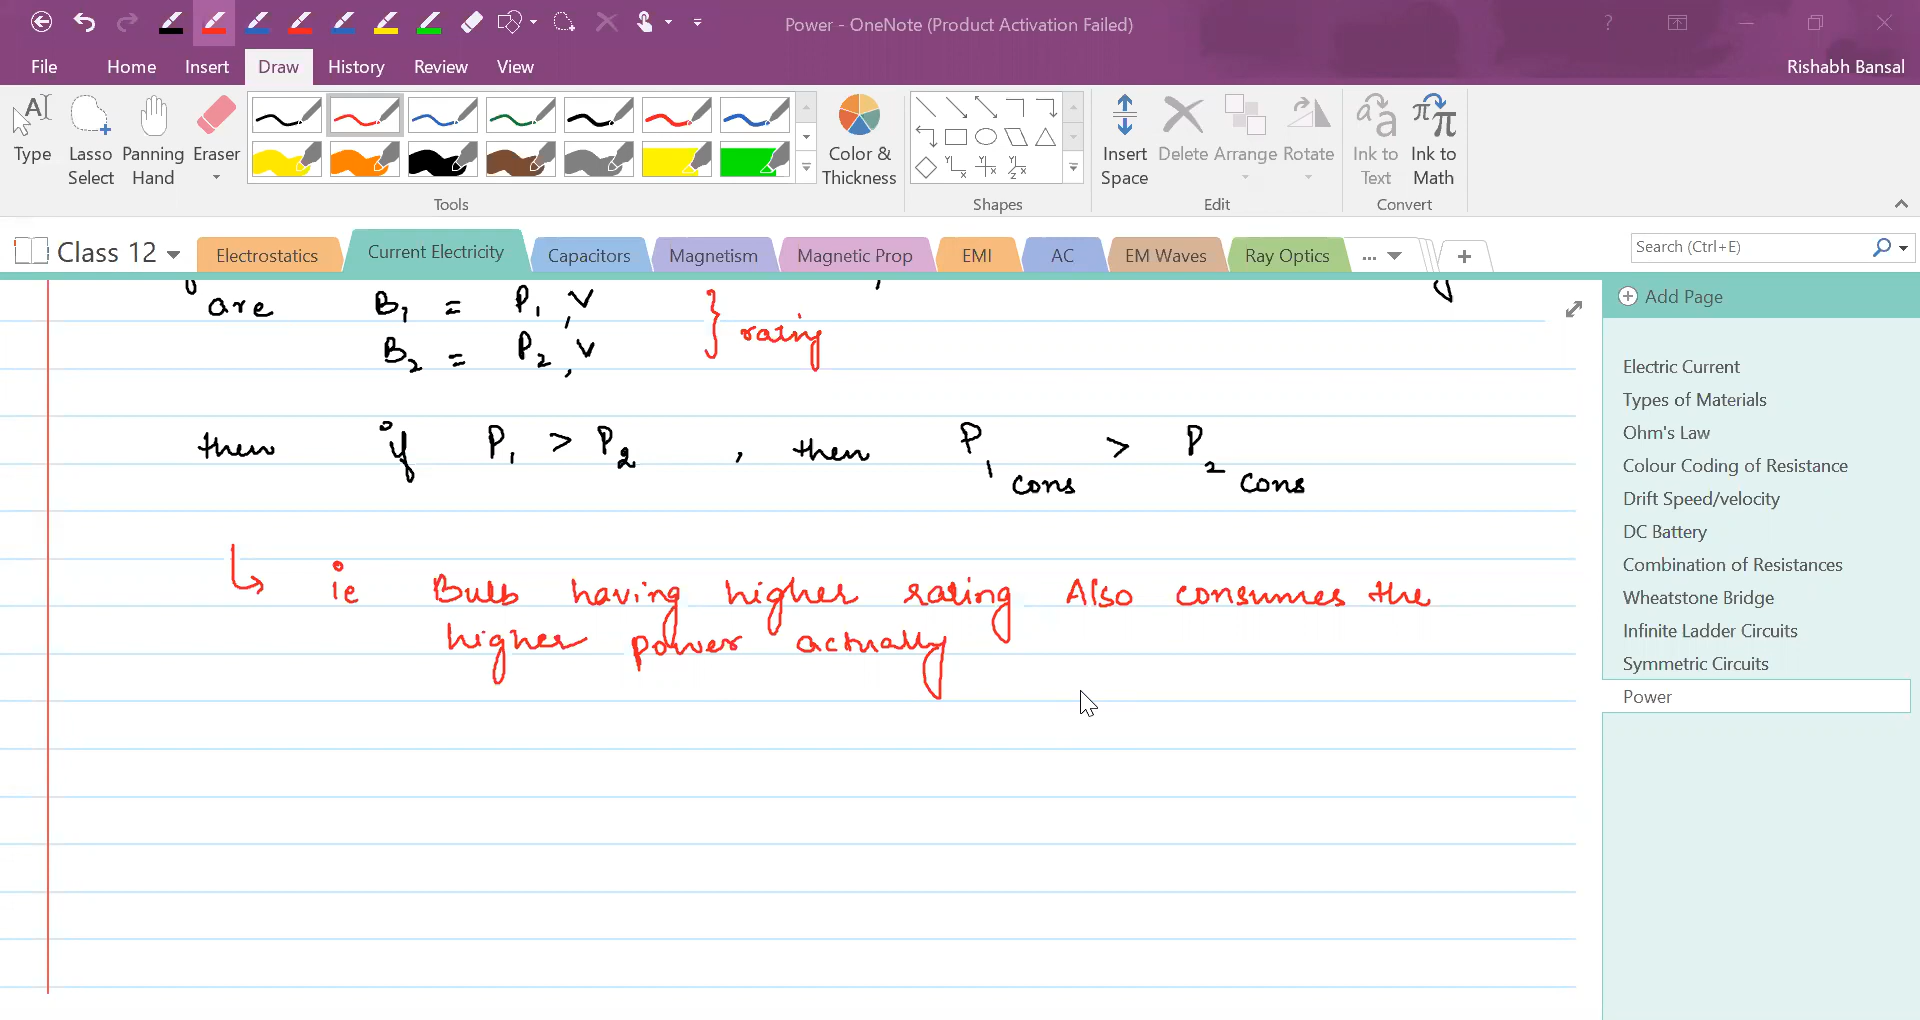 Power - OneNote (Product Activation Failed)
?
File Home Insert Draw History Review View
Rishabh Bansal
Type
Lasso Select
Panning Hand
Eraser
Color & Thickness
Insert Space
Delete
Arrange
Rotate
Ink to Text
Ink to Math
Tools
Shapes
Edit
Convert
Class 12
Electrostatics
Current Electricity
Capacitors
Magnetism
Magnetic Prop
EMI
AC
EM Waves
Ray Optics
...
+
Search (Ctrl+E)
are B₁ = P₁, V } rating
B₂ = P₂, V
then if P₁ > P₂ , then P₁ cons > P₂ cons
↳ ie Bulb having higher rating Also consumes the
higher power actually
Add Page
Electric Current
Types of Materials
Ohm's Law
Colour Coding of Resistance
Drift Speed/velocity
DC Battery
Combination of Resistances
Wheatstone Bridge
Infinite Ladder Circuits
Symmetric Circuits
Power